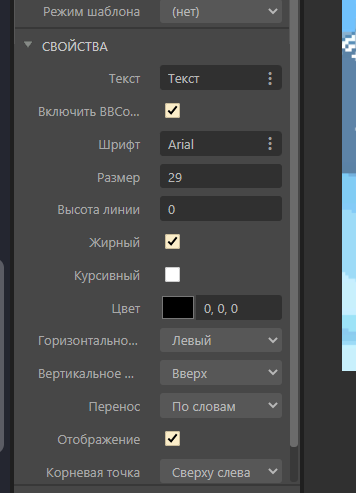 Режим шаблона (нет)
СВОЙСТВА
Текст Текст
Включить BBCo...
Шрифт Arial
Размер 29
Высота линии 0
Жирный
Курсивный
Цвет 0, 0, 0
Горизонтально... Левый
Вертикальное ... Вверх
Перенос По словам
Отображение
Корневая точка Сверху слева